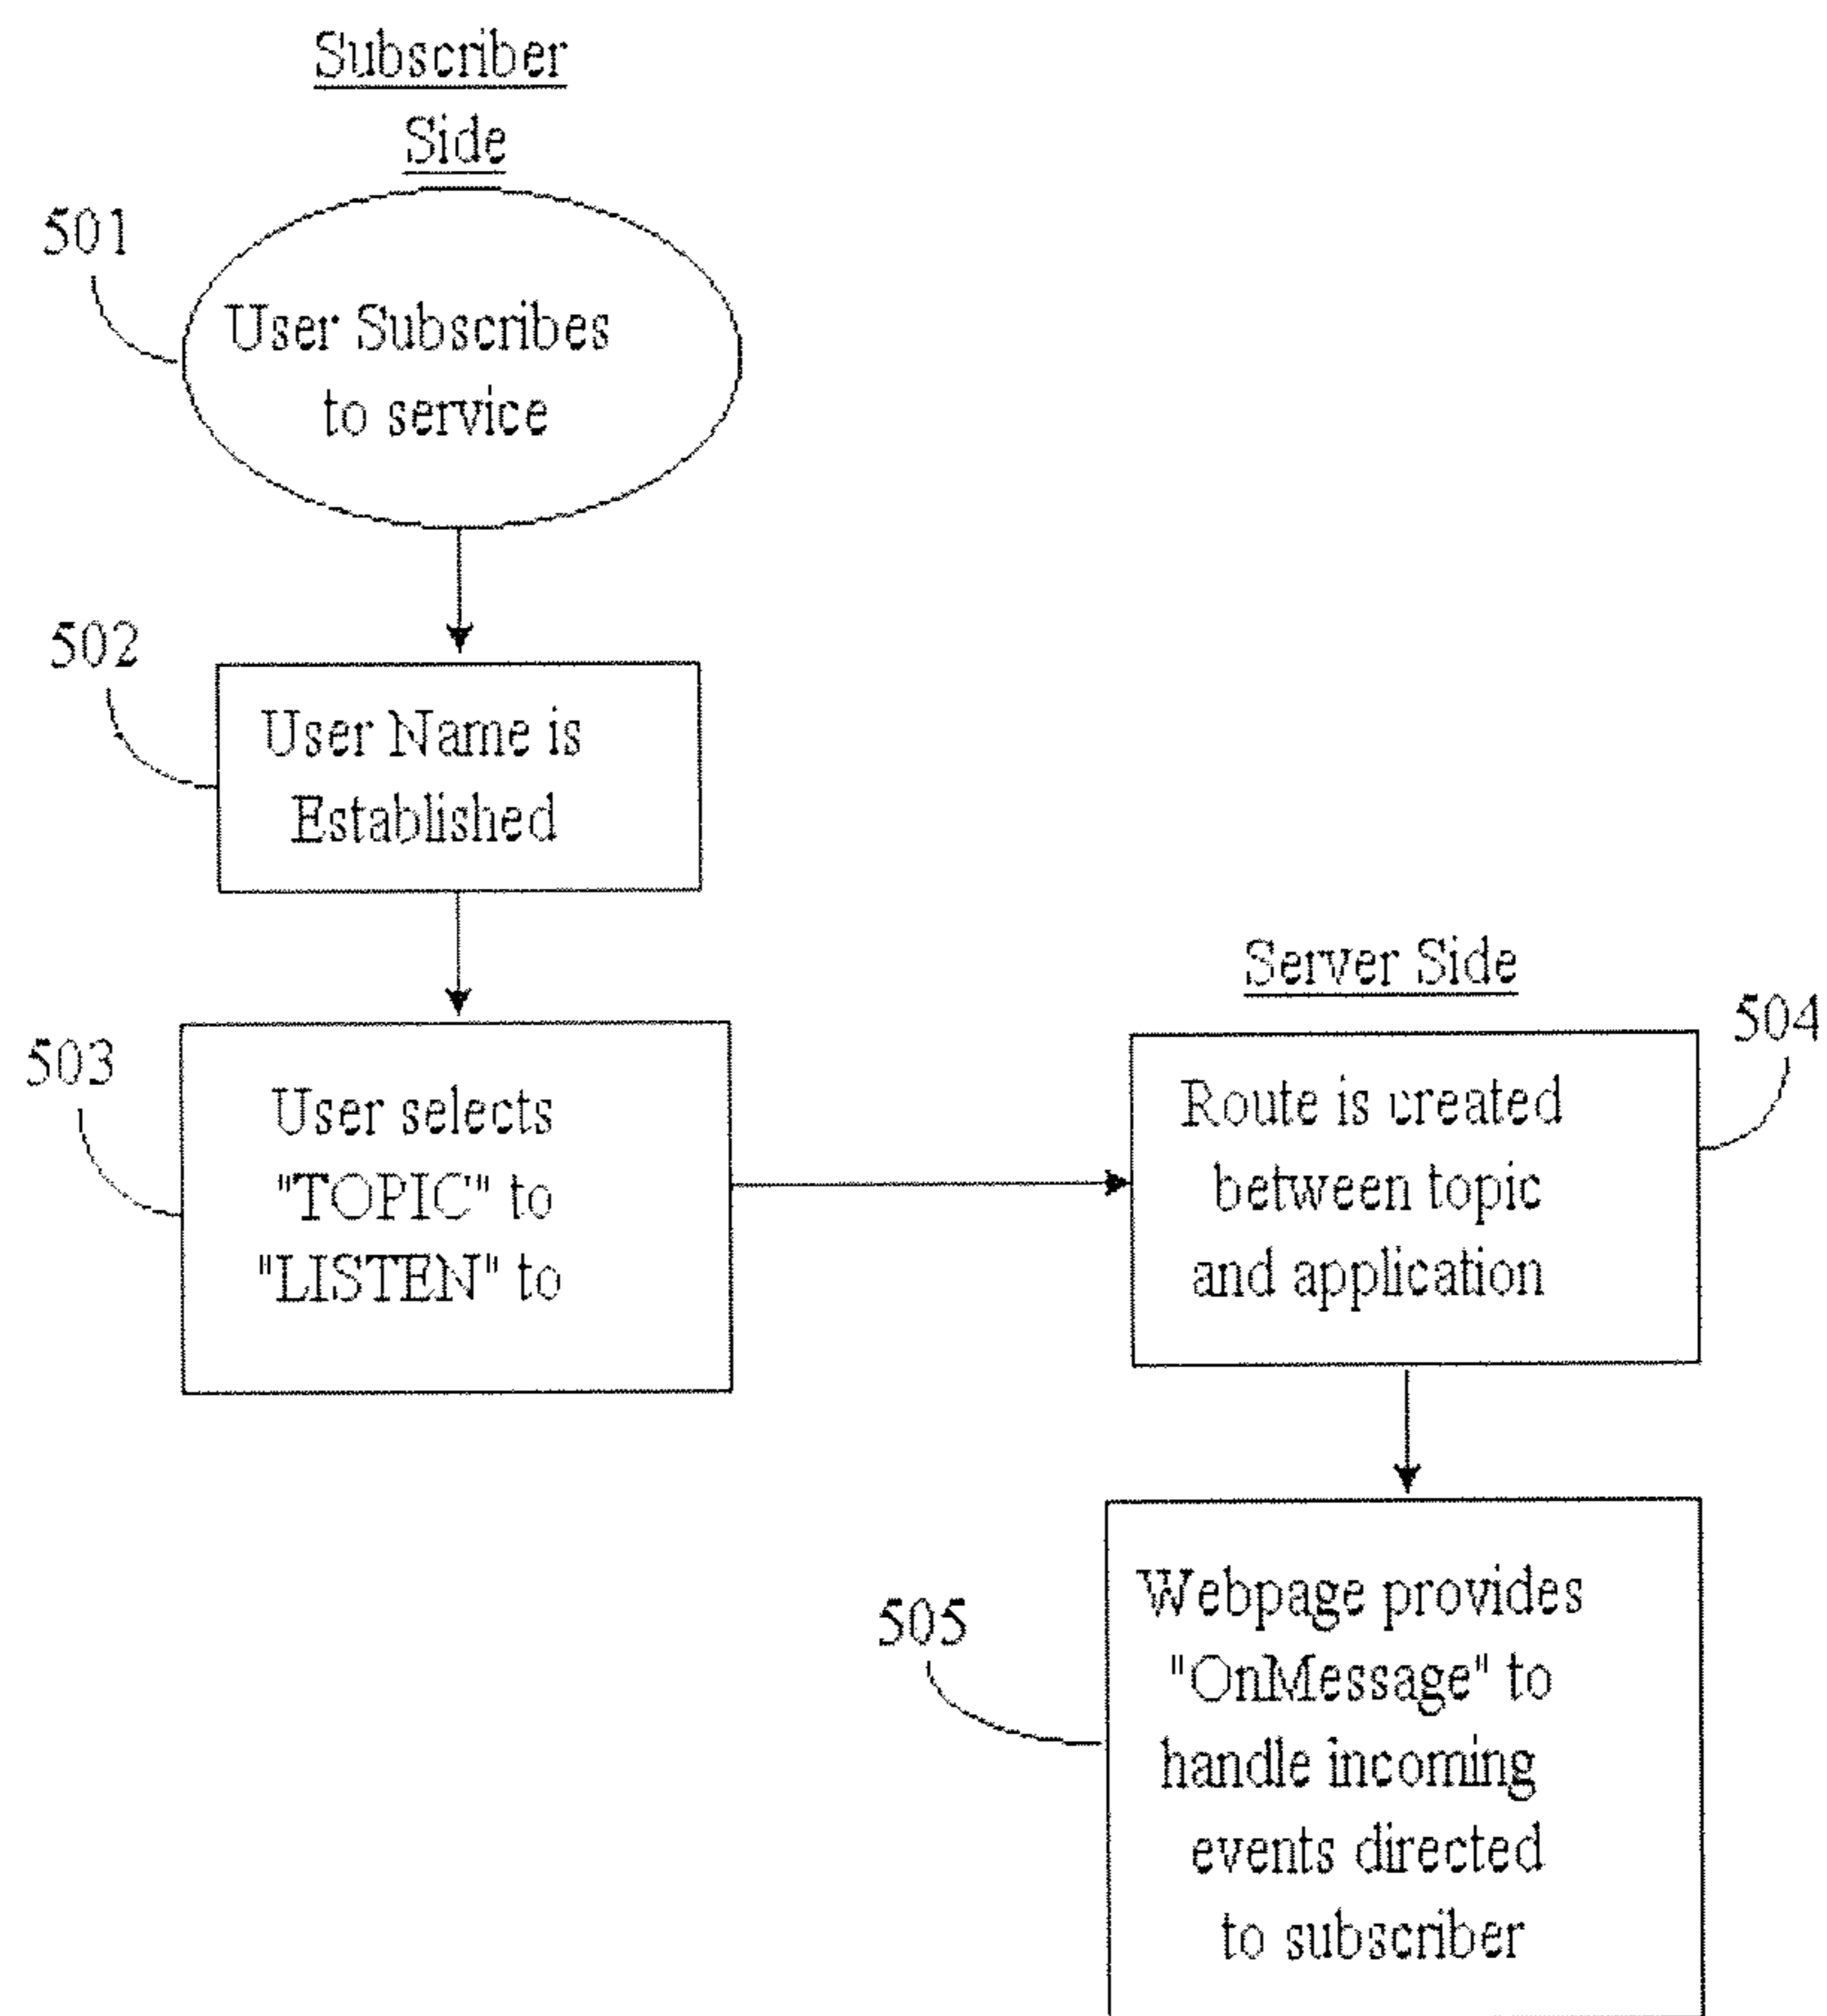 Subscriber
Side
501
User Subscribes
to service
502
User Name is
Established
503
User selects
"TOPIC" to
"LISTEN" to
Server Side
504
Route is created
between topic
and application
505
Webpage provides
"OnMessage" to
handle incoming
events directed
to subscriber